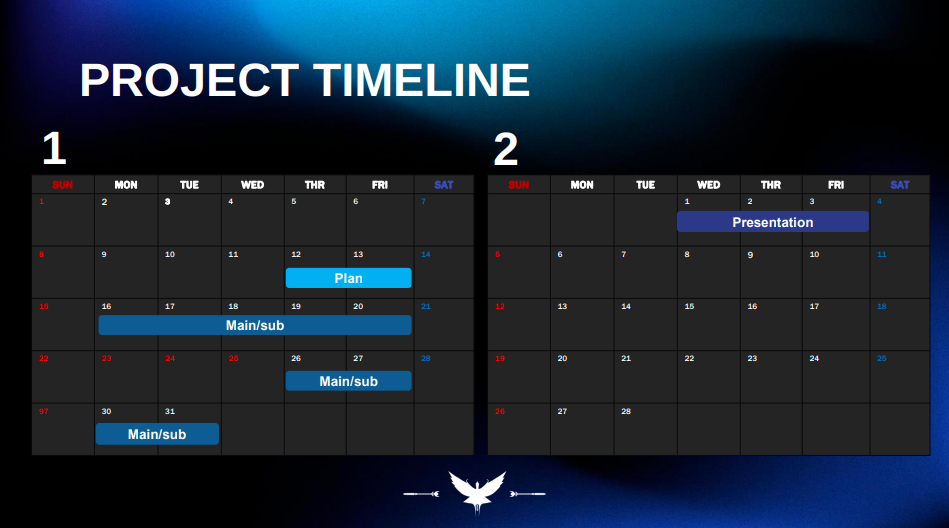 PROJECT TIMELINE
1
SUN MON TUE WED THR FRI SAT
1 2 3 4 5 6 7
8 9 10 11 12 13 14
Plan
15 16 17 18 19 20 21
Main/sub
22 23 24 25 26 27 28
Main/sub
97 30 31
Main/sub
2
SUN MON TUE WED THR FRI SAT
1 2 3 4
Presentation
5 6 7 8 9 10 11
12 13 14 15 16 17 18
19 20 21 22 23 24 25
26 27 28